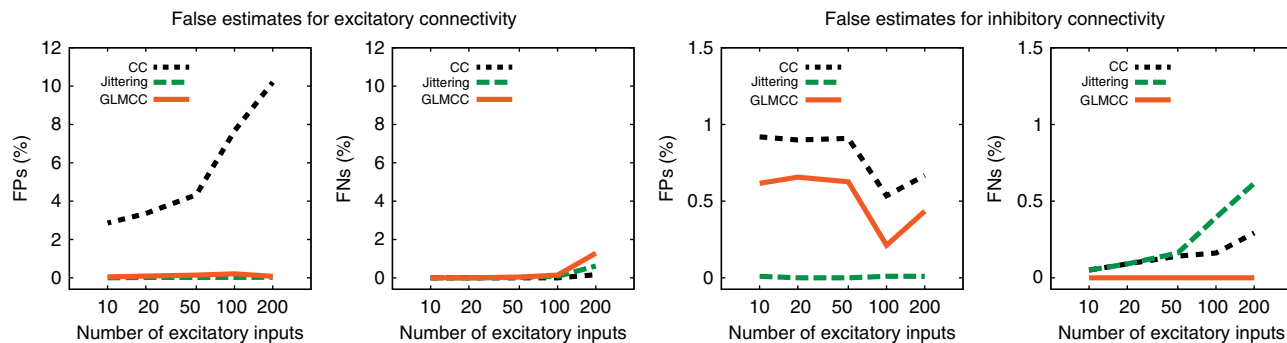 False estimates for excitatory connectivity
False estimates for inhibitory connectivity
12
10
8
6
4
2
0
FPs (%)
CC
Jittering
GLMCC
10 20 50 100 200
Number of excitatory inputs
12
10
8
6
4
2
0
FNs (%)
CC
Jittering
GLMCC
10 20 50 100 200
Number of excitatory inputs
1.5
1
0.5
0
FPs (%)
CC
Jittering
GLMCC
10 20 50 100 200
Number of excitatory inputs
1.5
1
0.5
0
FNs (%)
CC
Jittering
GLMCC
10 20 50 100 200
Number of excitatory inputs